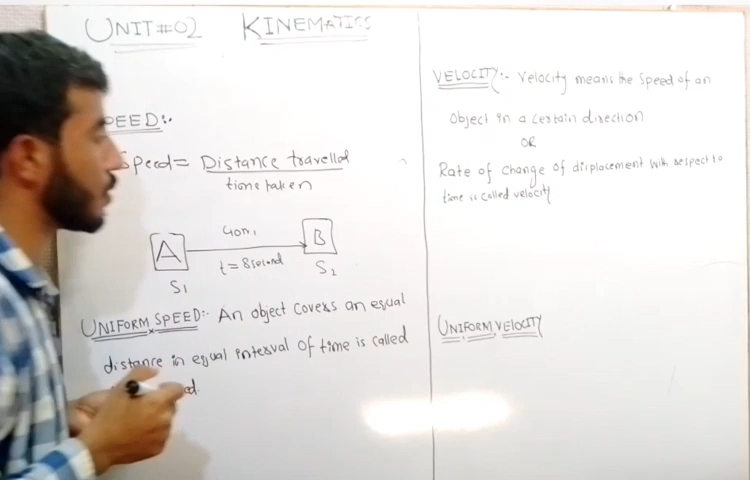 UNIT#02 KINEMATICS
PEED:-
Speed = Distance travelled
time taken
40m
A B
t=8second
S1 S2
UNIFORM SPEED:- An object covers an equal
distance in equal interval of time is called
ed.
VELOCITY:- Velocity means the speed of an
object in a certain direction
OR
Rate of change of displacement with respect to
time is called velocity
UNIFORM VELOCITY